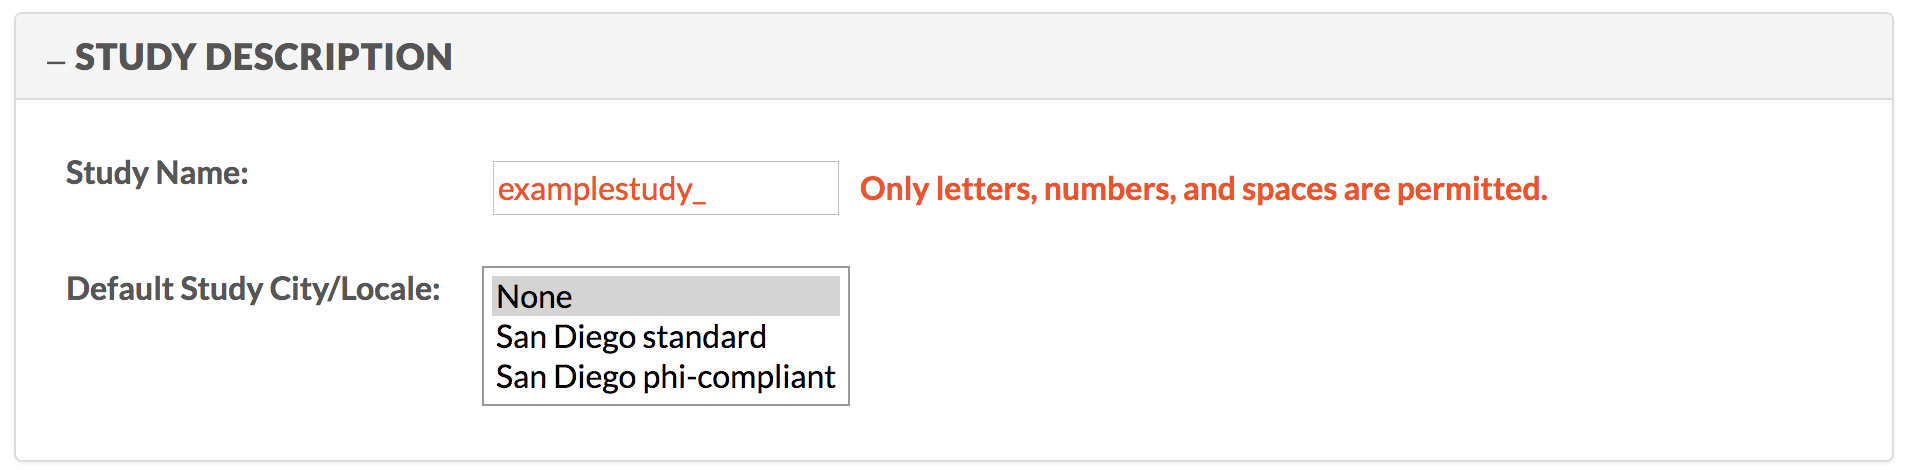 – STUDY DESCRIPTION
Study Name:
examplestudy_ Only letters, numbers, and spaces are permitted.
Default Study City/Locale:
None
San Diego standard
San Diego phi-compliant